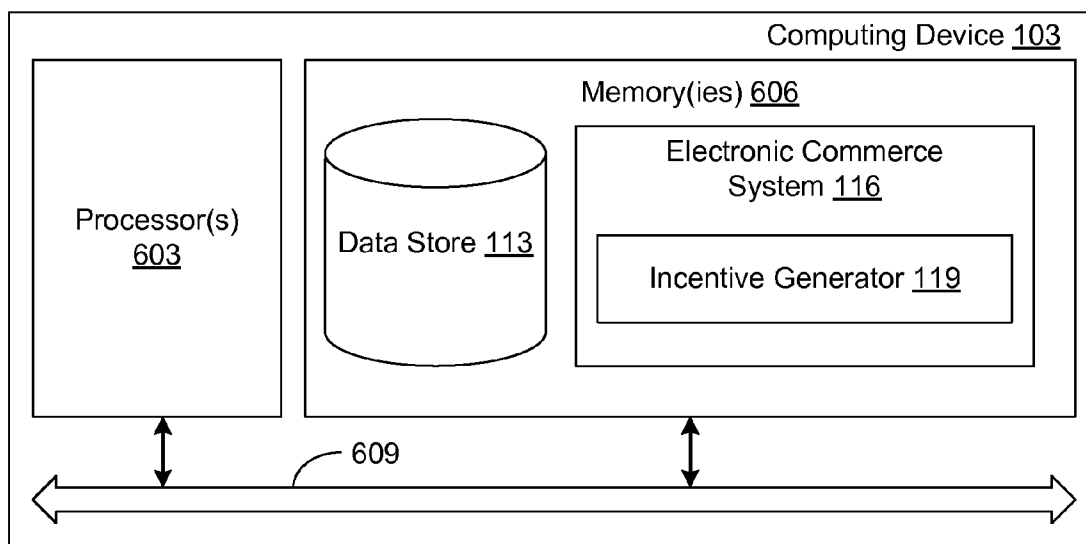 Computing Device 103
Memory(ies) 606
Processor(s)
603
Data Store 113
Electronic Commerce
System 116
Incentive Generator 119
609